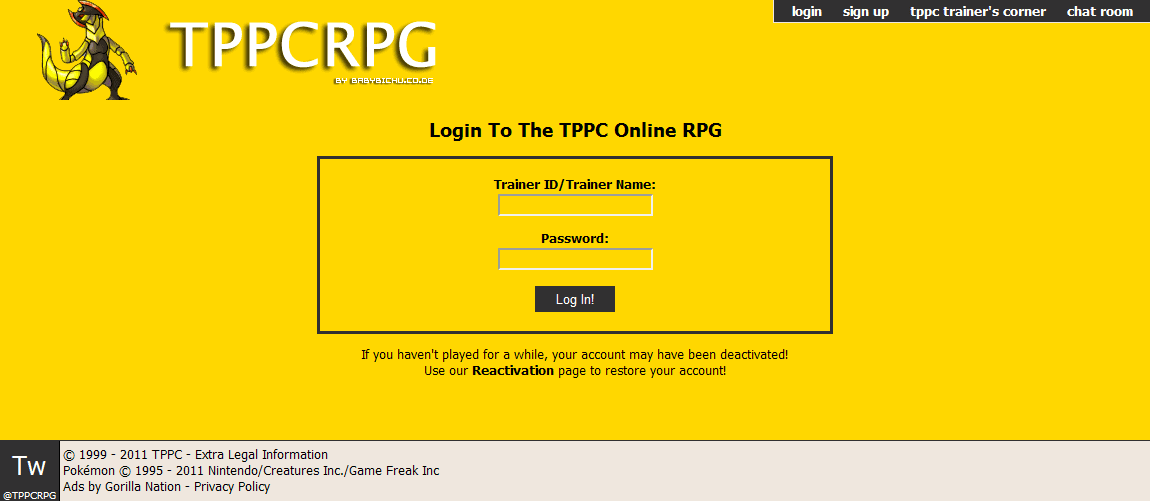 login sign up tppc trainer's corner chat room
TPPCRPG
BY BABYBICHU.CO.DE
Login To The TPPC Online RPG
Trainer ID/Trainer Name:
Password:
Log In!
If you haven't played for a while, your account may have been deactivated!
Use our Reactivation page to restore your account!
Tw
@TPPCRPG
© 1999 - 2011 TPPC - Extra Legal Information
Pokémon © 1995 - 2011 Nintendo/Creatures Inc./Game Freak Inc
Ads by Gorilla Nation - Privacy Policy